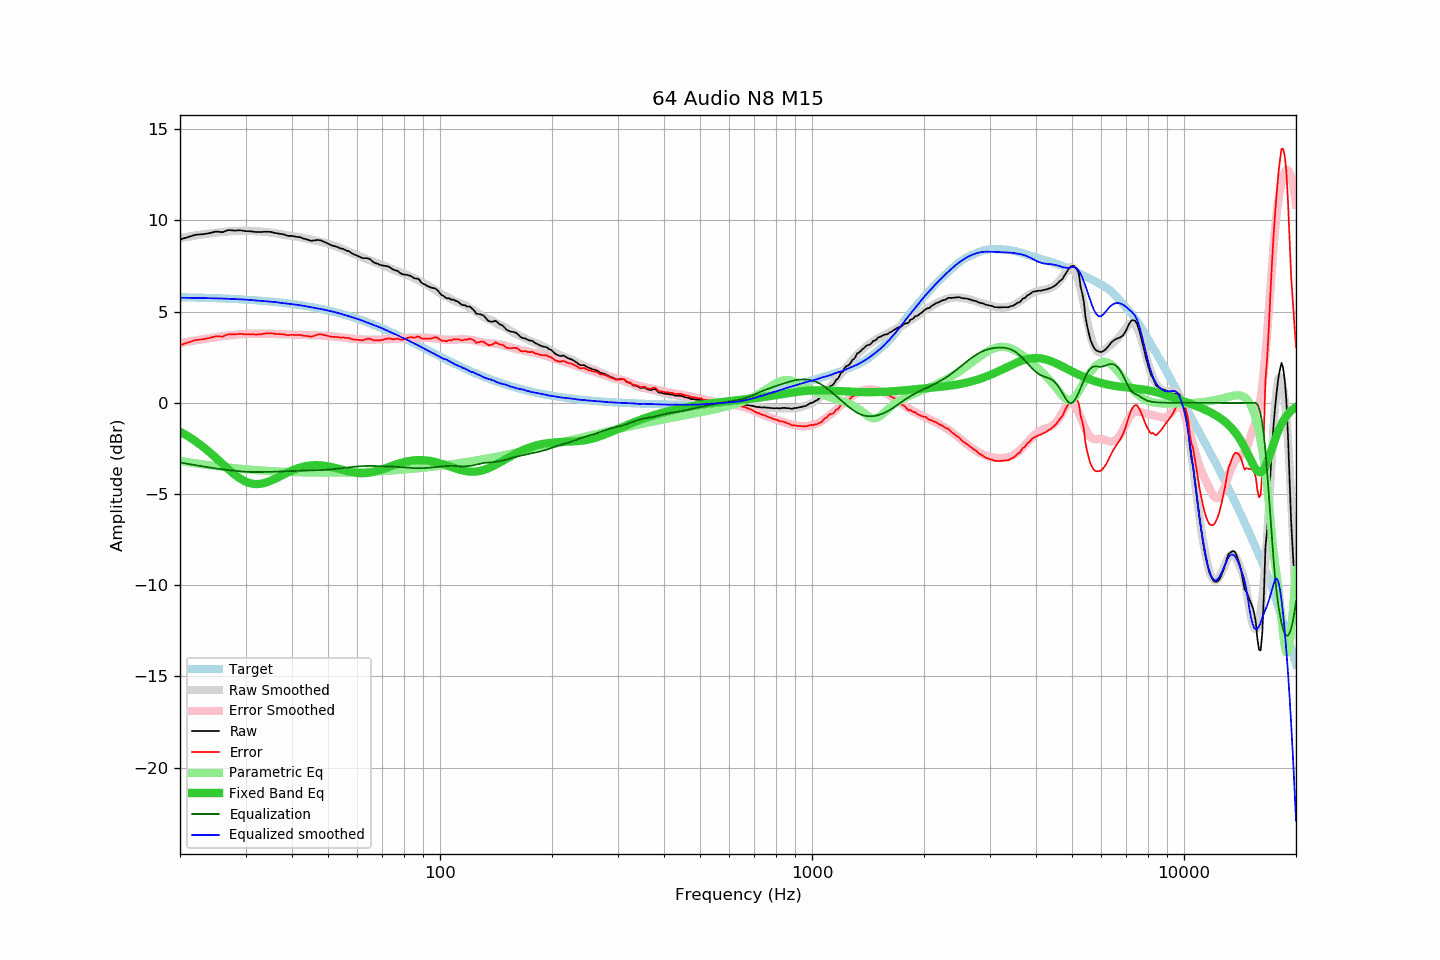 64 Audio N8 M15
15
10
5
0
−5
−10
−15
−20
Amplitude (dBr)
100
1000
10000
Frequency (Hz)
Target
Raw Smoothed
Error Smoothed
Raw
Error
Parametric Eq
Fixed Band Eq
Equalization
Equalized smoothed